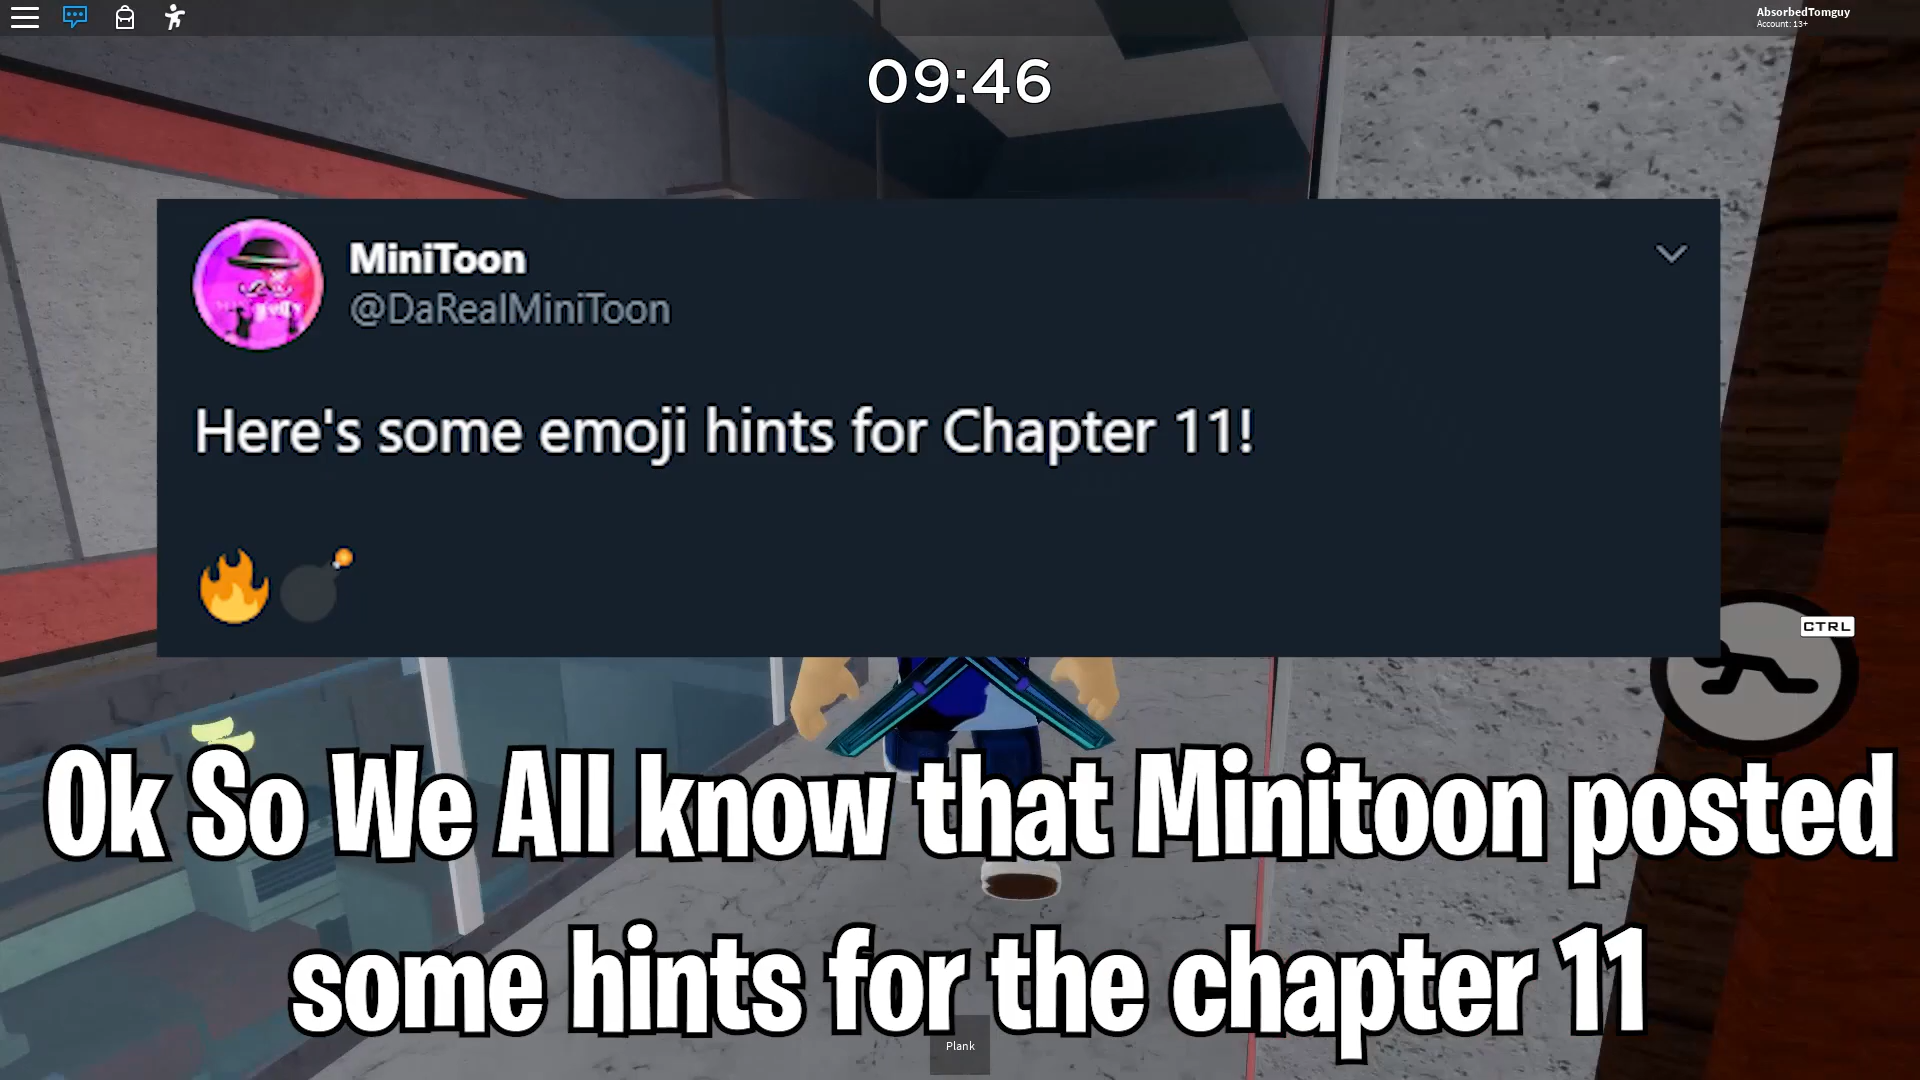 AbsorbedTomguy
Account: 13+
09:46
MiniToon
@DaRealMiniToon
Here's some emoji hints for Chapter 11!
🔥💣
CTRL
Ok So We All know that Minitoon posted
some hints for the chapter 11
Plank